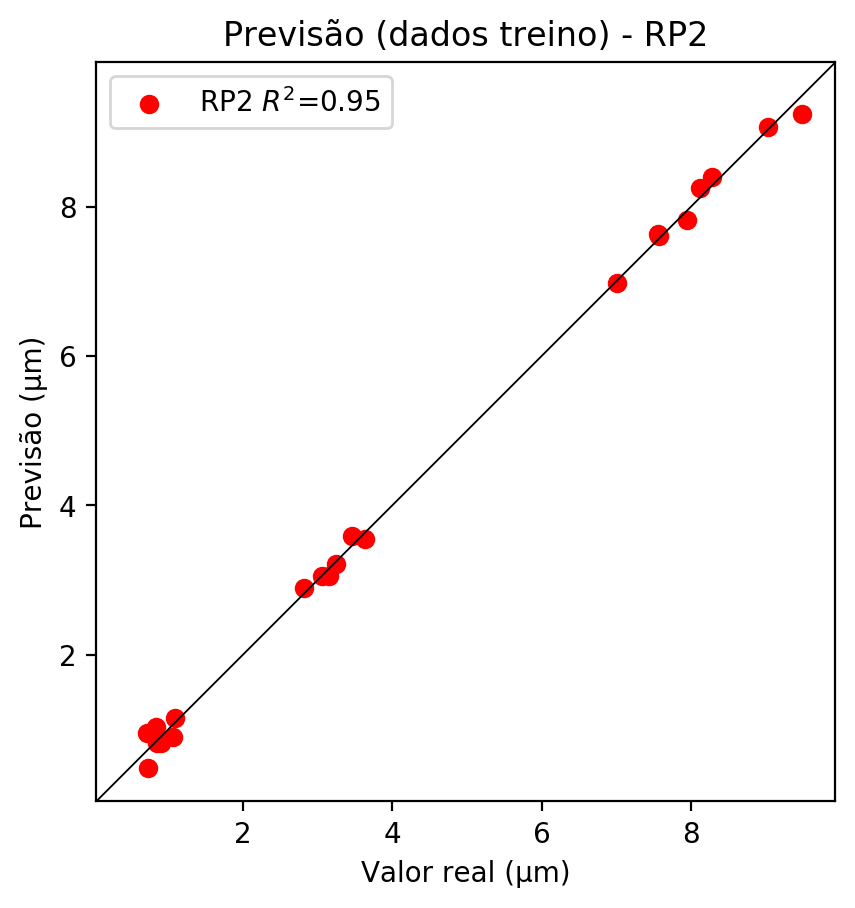 Previsão (dados treino) - RP2
RP2 R²=0.95
Previsão (µm)
8
6
4
2
2 4 6 8
Valor real (µm)